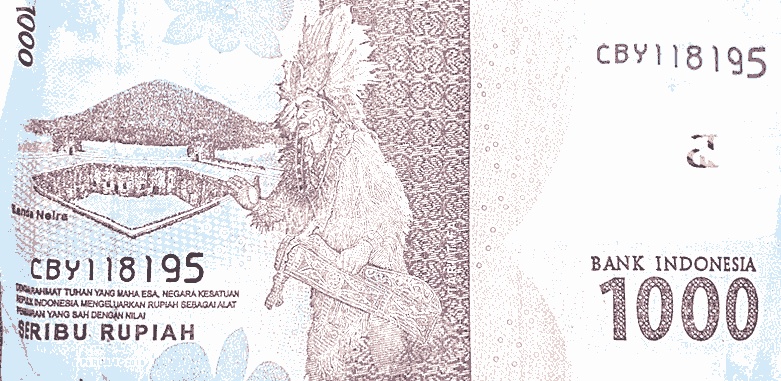 1000
CBY118195
Banda Neira
CBY118195
DENGAN RAHMAT TUHAN YANG MAHA ESA, NEGARA KESATUAN
REPUBLIK INDONESIA MENGELUARKAN RUPIAH SEBAGAI ALAT
PEMBAYARAN YANG SAH DENGAN NILAI
SERIBU RUPIAH
BANK INDONESIA
1000